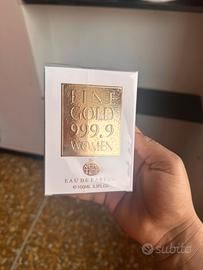 FINE
GOLD
999.9
WOMEN
EAU DE PARFUM
℮ 100ML 3.4FL.OZ
subito